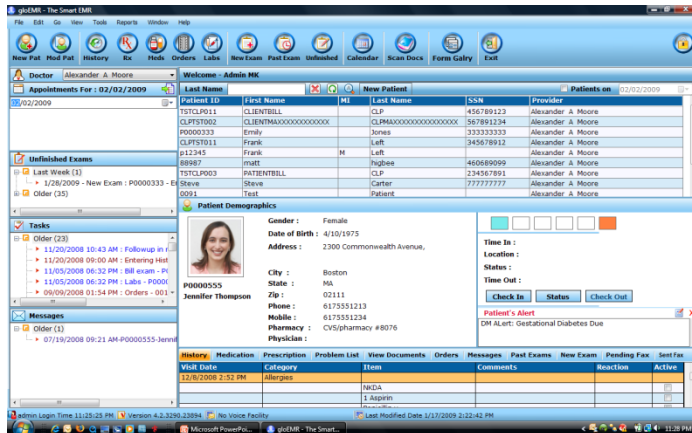 gloEMR - The Smart EMR
File Edit Go View Tools Reports Window Help
New Pat Mod Pat History Rx Meds Orders Labs New Exam Past Exam Unfinished Calendar Scan Docs Form Galry Exit
Doctor Alexander A Moore
Welcome - Admin MK
Appointments For : 02/02/2009
Last Name New Patient Patients on 02/02/2009
02/02/2009
Patient ID First Name MI Last Name SSN Provider
TSTCLP011 CLIENTBILL CLP 456789123 Alexander A Moore
CLPTST002 CLIENTMAXXXXXXXXXXXX CLPMAXXXXXXXXXXXXXXX 567891234 Alexander A Moore
P0000333 Emily Jones 333333333 Alexander A Moore
CLPTST011 Frank Left 345678912 Alexander A Moore
p12345 Frank M Left Alexander A Moore
88987 matt higbee 460689099 Alexander A Moore
TSTCLP003 PATIENTBILL CLP 234567891 Alexander A Moore
Steve Steve Carter 777777777 Alexander A Moore
0091 Test Patient Alexander A Moore
Unfinished Exams
Last Week (1)
1/28/2009 - New Exam : P0000333 - E
Older (35)
Tasks
Older (23)
11/20/2008 10:43 AM : Followup in r
11/20/2008 09:00 AM : Entering Hist
11/05/2008 06:32 PM : Bill exam - P
11/05/2008 06:32 PM : Labs - P000
09/09/2008 01:54 PM : Orders - 001
Messages
Older (1)
07/19/2008 09:21 AM-P0000555-Jennif
Patient Demographics
P0000555
Jennifer Thompson
Gender : Female
Date of Birth : 4/10/1975
Address : 2300 Commonwealth Avenue,
City : Boston
State : MA
Zip : 02111
Phone : 6175551213
Mobile : 6175551234
Pharmacy : CVS/pharmacy #8076
Physician :
Time In :
Location :
Status :
Time Out :
Check In Status Check Out
Patient's Alert
DM ALert: Gestational Diabetes Due
History Medication Prescription Problem List View Documents Orders Messages Past Exams New Exam Pending Fax Sent Fax
Visit Date Category Item Comments Reaction Active
12/8/2008 2:52 PM Allergies
NKDA
1 Aspirin
admin Login Time 11:25:25 PM Version 4.2.3290.23894 No Voice Facility Last Modified Date 1/17/2009 2:22:42 PM
Microsoft PowerPoi... gloEMR - The Smart... 11:28 PM